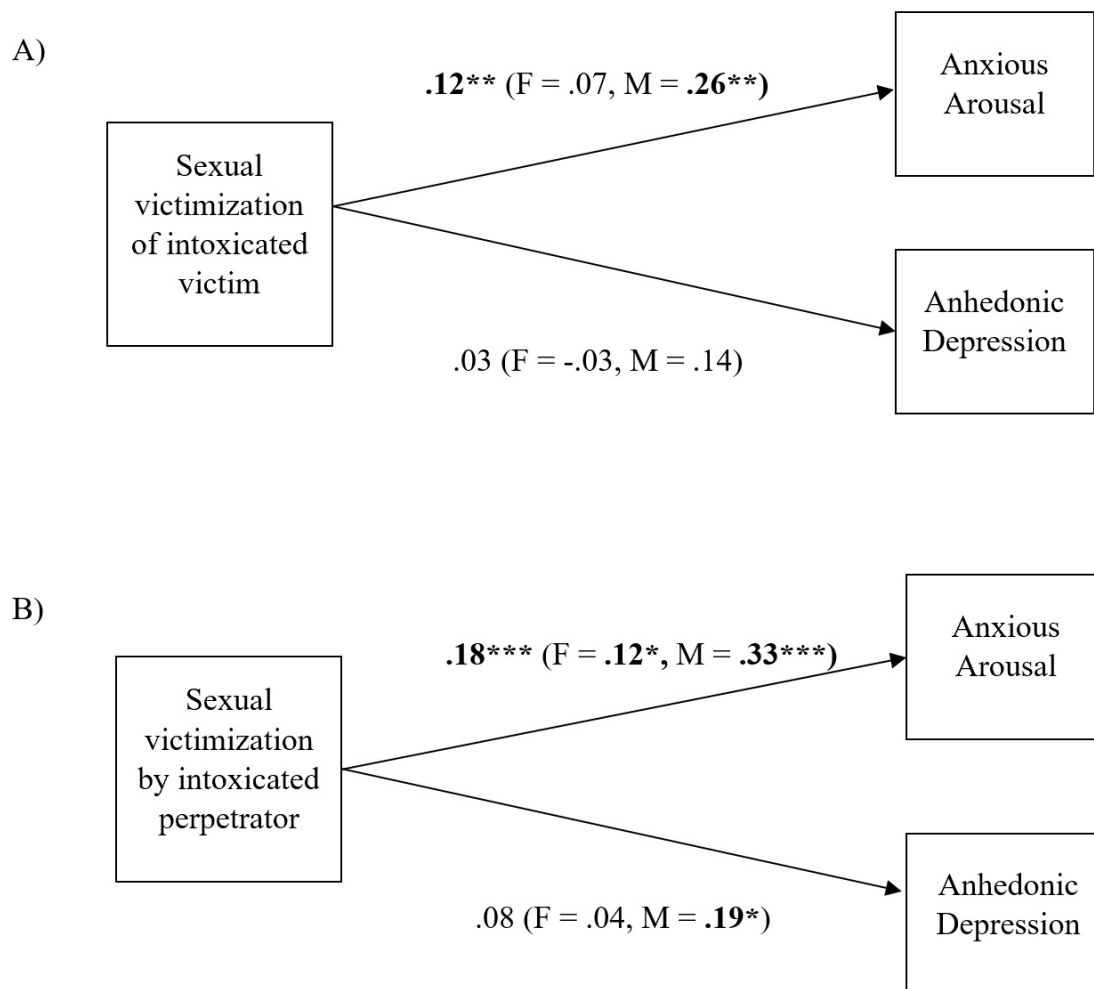 A)
.12** (F = .07, M = .26**)
Anxious
Arousal
Sexual
victimization
of intoxicated
victim
Anhedonic
Depression
.03 (F = -.03, M = .14)
B)
.18*** (F = .12*, M = .33***)
Anxious
Arousal
Sexual
victimization
by intoxicated
perpetrator
Anhedonic
Depression
.08 (F = .04, M = .19*)